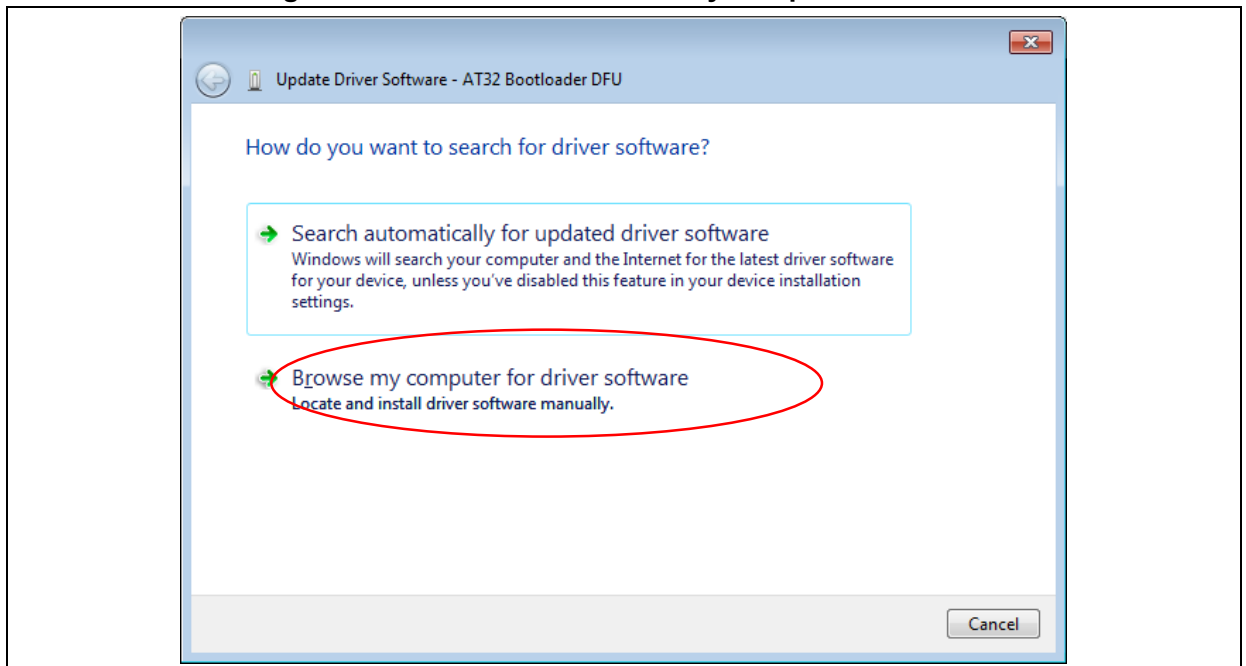 Update Driver Software - AT32 Bootloader DFU
How do you want to search for driver software?
Search automatically for updated driver software
Windows will search your computer and the Internet for the latest driver software
for your device, unless you've disabled this feature in your device installation
settings.
Browse my computer for driver software
Locate and install driver software manually.
Cancel